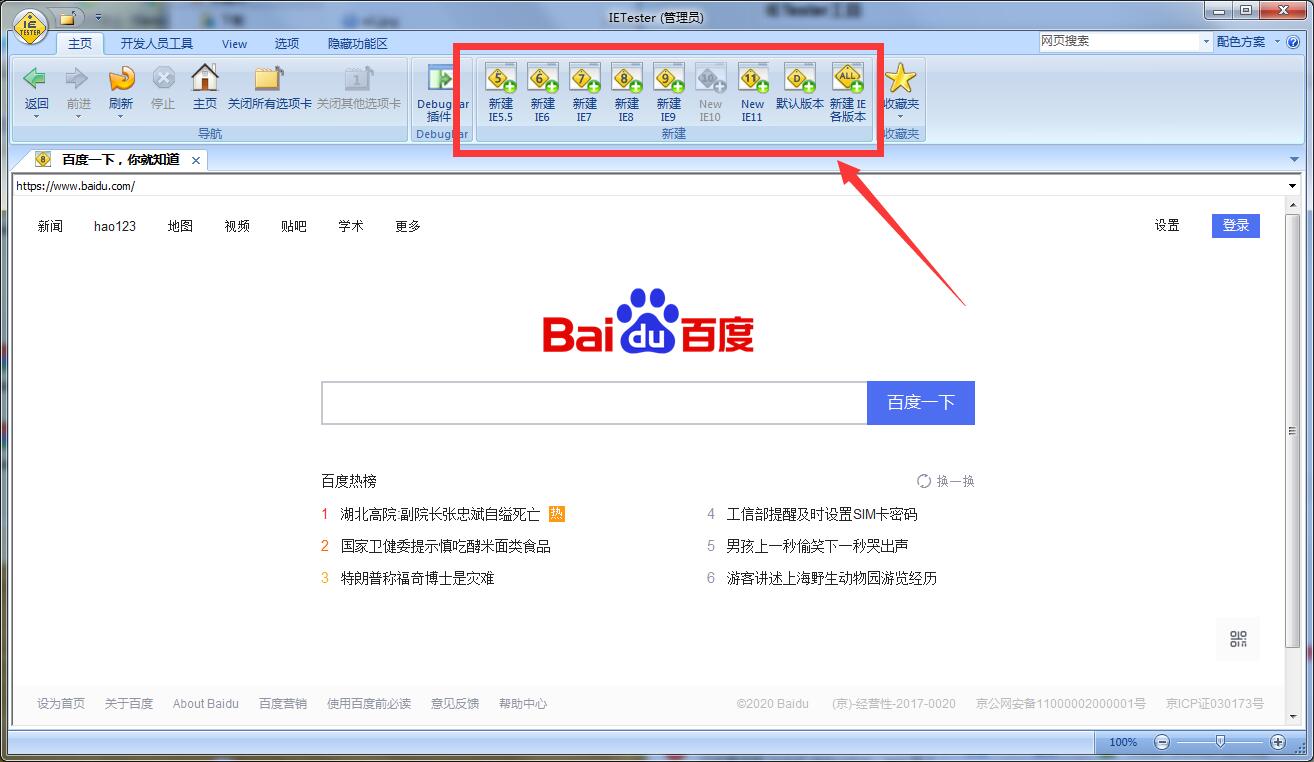 IETester (管理员)
IE TESTER
主页 开发人员工具 View 选项 隐藏功能区 网页搜索 配色方案
返回 前进 刷新 停止 主页 关闭所有选项卡 关闭其他选项卡
导航
Debugbar
插件
DebugBar
5 6 7 8 9 10 11 D ALL
新建 新建 新建 新建 新建 New New 默认版本 新建 IE
IE5.5 IE6 IE7 IE8 IE9 IE10 IE11 各版本
新建
收藏夹
收藏夹
百度一下，你就知道
https://www.baidu.com/
新闻 hao123 地图 视频 贴吧 学术 更多 设置 登录
Bai du 百度
百度一下
百度热榜 换一换
1 湖北高院:副院长张忠斌自缢死亡 热
2 国家卫健委提示慎吃酵米面类食品
3 特朗普称福奇博士是灾难
4 工信部提醒及时设置SIM卡密码
5 男孩上一秒偷笑下一秒哭出声
6 游客讲述上海野生动物园游览经历
设为首页 关于百度 About Baidu 百度营销 使用百度前必读 意见反馈 帮助中心 ©2020 Baidu (京)-经营性-2017-0020 京公网安备11000002000001号 京ICP证030173号
100%